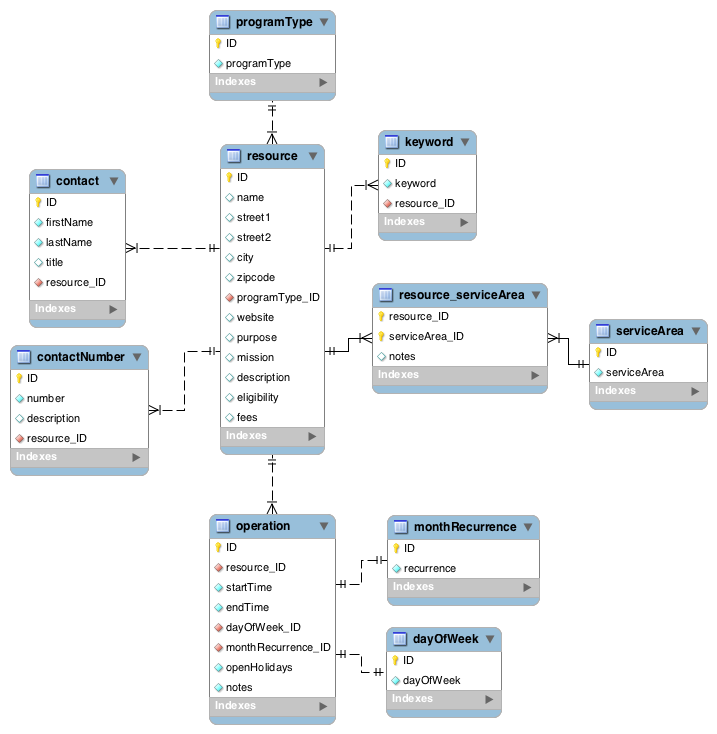 programType
ID
programType
Indexes
resource
ID
name
street1
street2
city
zipcode
programType_ID
website
purpose
mission
description
eligibility
fees
Indexes
keyword
ID
keyword
resource_ID
Indexes
contact
ID
firstName
lastName
title
resource_ID
Indexes
resource_serviceArea
resource_ID
serviceArea_ID
notes
Indexes
serviceArea
ID
serviceArea
Indexes
contactNumber
ID
number
description
resource_ID
Indexes
operation
ID
resource_ID
startTime
endTime
dayOfWeek_ID
monthRecurrence_ID
openHolidays
notes
Indexes
monthRecurrence
ID
recurrence
Indexes
dayOfWeek
ID
dayOfWeek
Indexes